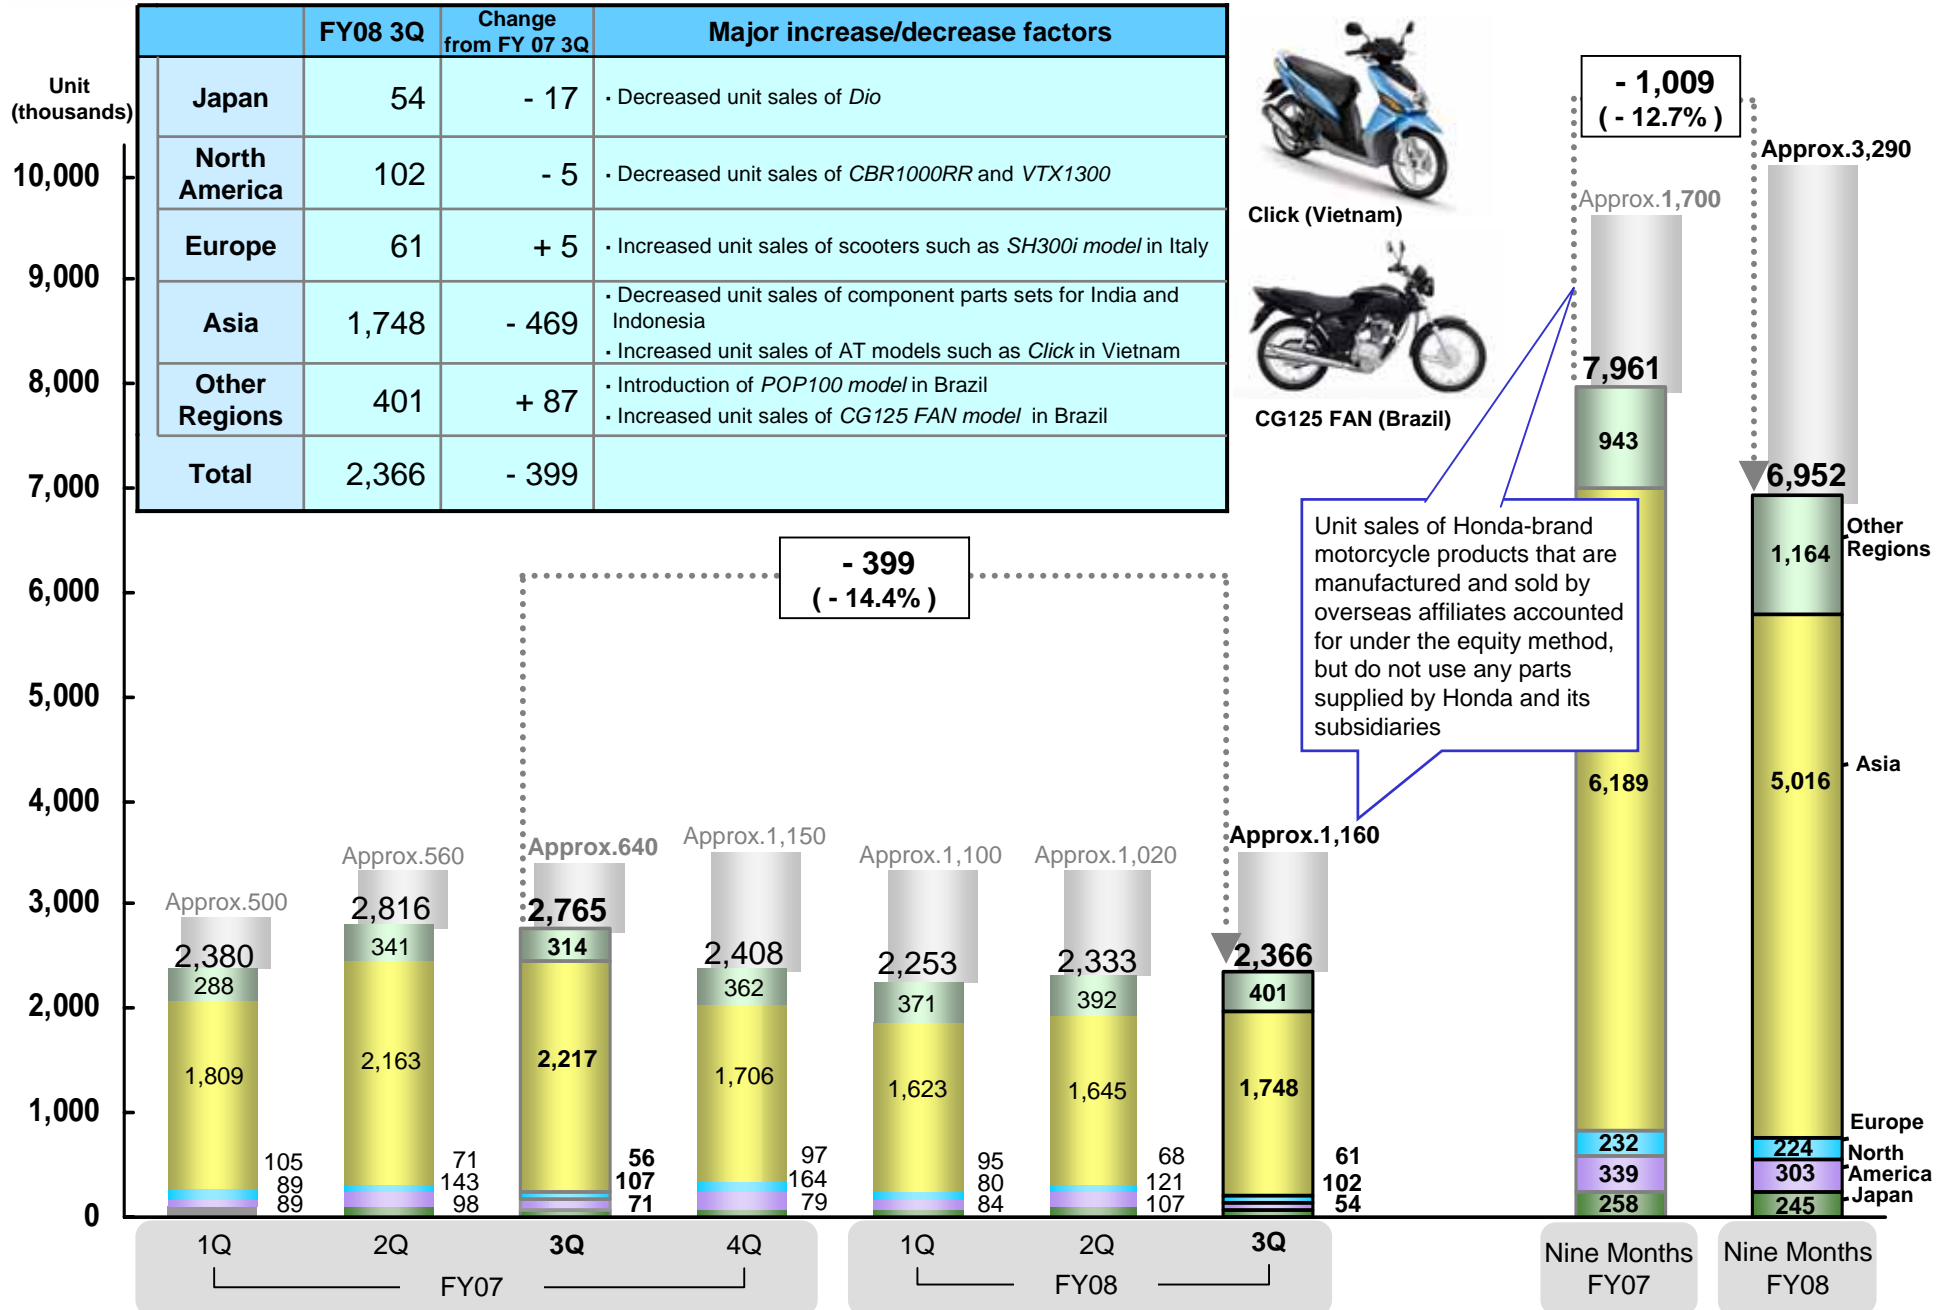 FY08 3Q
Change
from FY 07 3Q
Major increase/decrease factors
Japan
54
- 17
· Decreased unit sales of Dio
North
America
102
- 5
· Decreased unit sales of CBR1000RR and VTX1300
Europe
61
+ 5
· Increased unit sales of scooters such as SH300i model in Italy
Asia
1,748
- 469
· Decreased unit sales of component parts sets for India and
Indonesia
· Increased unit sales of AT models such as Click in Vietnam
Other
Regions
401
+ 87
· Introduction of POP100 model in Brazil
· Increased unit sales of CG125 FAN model in Brazil
Total
2,366
- 399
Click (Vietnam)
CG125 FAN (Brazil)
Unit
(thousands)
10,000
9,000
8,000
7,000
6,000
5,000
4,000
3,000
2,000
1,000
0
- 399
( - 14.4% )
- 1,009
( - 12.7% )
Unit sales of Honda-brand
motorcycle products that are
manufactured and sold by
overseas affiliates accounted
for under the equity method,
but do not use any parts
supplied by Honda and its
subsidiaries
Approx.500
2,380
288
1,809
105
89
89
Approx.560
2,816
341
2,163
71
143
98
Approx.640
2,765
314
2,217
56
107
71
Approx.1,150
2,408
362
1,706
97
164
79
Approx.1,100
2,253
371
1,623
95
80
84
Approx.1,020
2,333
392
1,645
68
121
107
Approx.1,160
2,366
401
1,748
61
102
54
Approx.1,700
7,961
943
6,189
232
339
258
Approx.3,290
6,952
1,164
5,016
224
303
245
Other
Regions
Asia
Europe
North
America
Japan
1Q
2Q
3Q
4Q
FY07
1Q
2Q
3Q
FY08
Nine Months
FY07
Nine Months
FY08